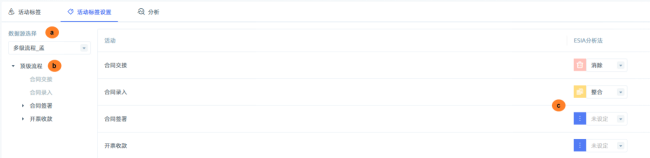 活动标签 活动标签设置 分析
数据源选择 a
多级流程_孟
顶级流程 b
合同交接
合同录入
合同签署
开票收款
活动 ESIA分析法
合同交接 消除
合同录入 整合
c
合同签署 未设定
开票收款 未设定